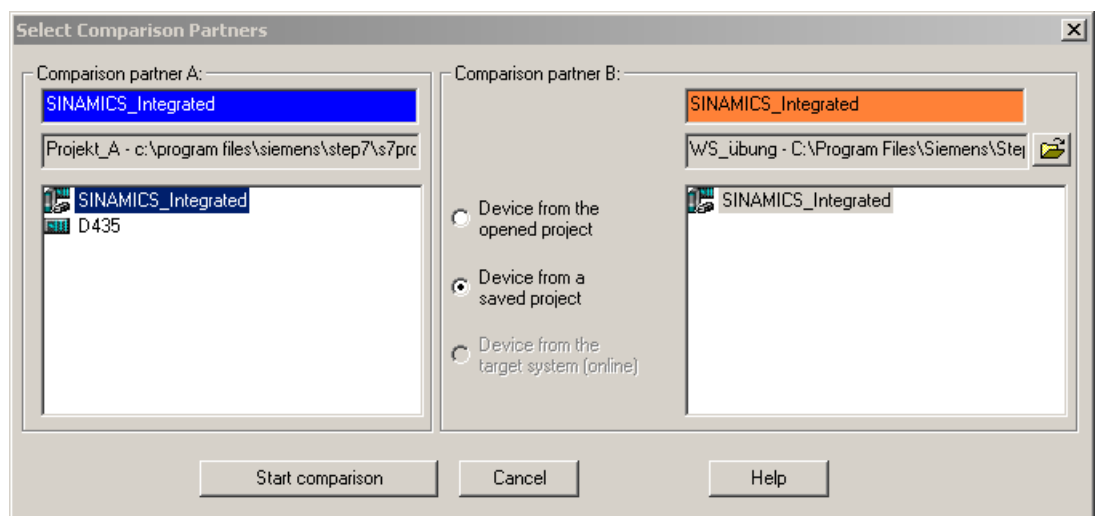 Select Comparison Partners
Comparison partner A:
SINAMICS_Integrated
Projekt_A - c:\program files\siemens\step7\s7prc
SINAMICS_Integrated
D435
Comparison partner B:
SINAMICS_Integrated
WS_übung - C:\Program Files\Siemens\Step
Device from the
opened project
Device from a
saved project
Device from the
target system (online)
SINAMICS_Integrated
Start comparison
Cancel
Help